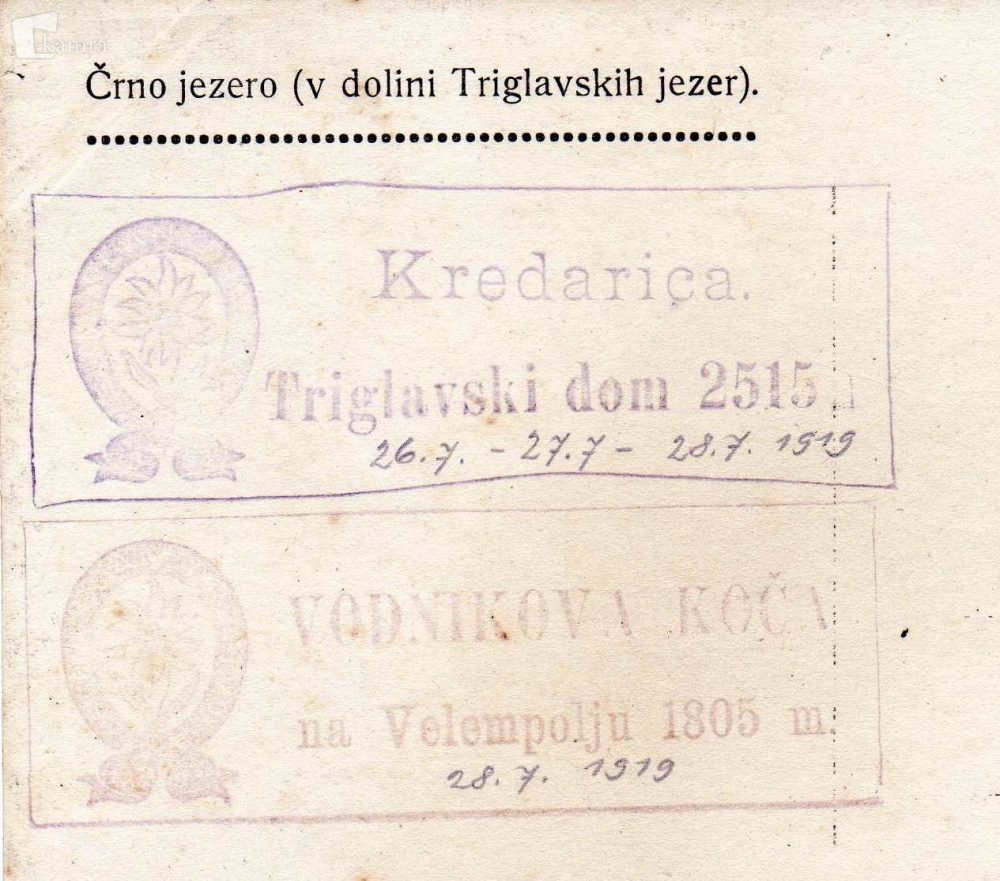 Črno jezero (v dolini Triglavskih jezer).
Kredarica.
Triglavski dom 2515 m
26.7. - 27.7 - 28.7. 1919
VODNIKOVA KOČA
na Velempolju 1805 m.
28.7. 1919